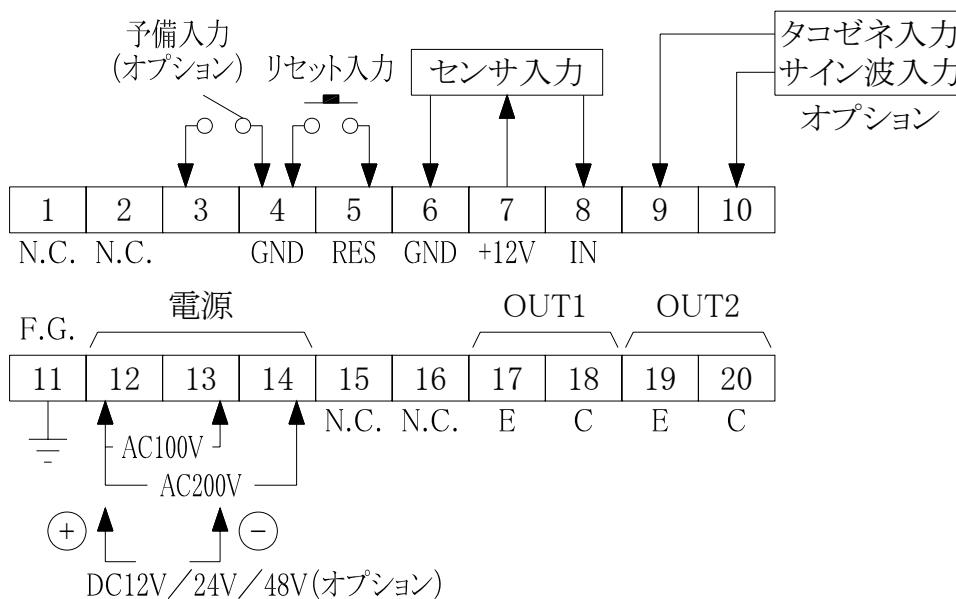 予備入力
(オプション)
リセット入力
センサ入力
タコゼネ入力
サイン波入力
オプション
1 2 3 4 5 6 7 8 9 10
N.C. N.C. GND RES GND +12V IN
F.G. 電源 OUT1 OUT2
11 12 13 14 15 16 17 18 19 20
N.C. N.C. E C E C
AC100V
AC200V
+ −
DC12V/24V/48V(オプション)